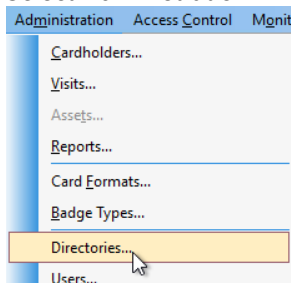 Administration Access Control Monit
Cardholders...
Visits...
Assets...
Reports...
Card Formats...
Badge Types...
Directories...
Users...